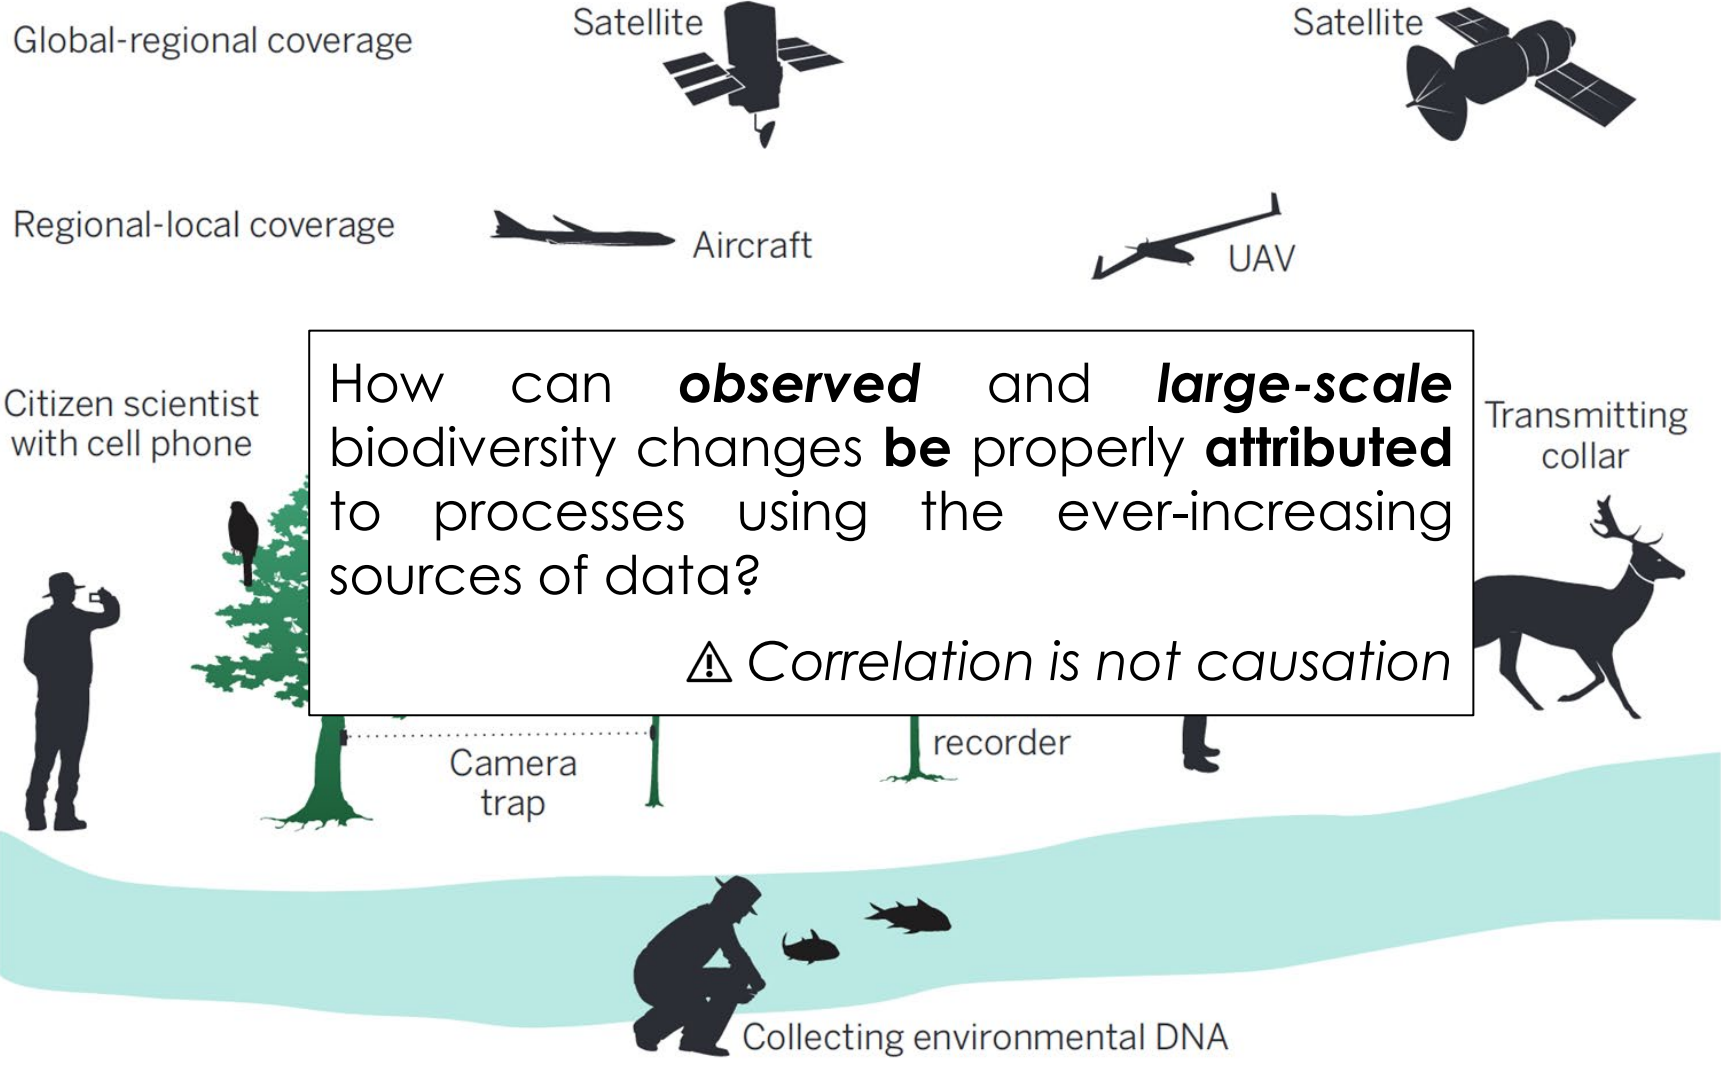 Global-regional coverage
Satellite
Satellite
Regional-local coverage
Aircraft
UAV
Citizen scientist
with cell phone
How can observed and large-scale
biodiversity changes be properly attributed
to processes using the ever-increasing
sources of data?
⚠ Correlation is not causation
Transmitting
collar
Camera
trap
recorder
Collecting environmental DNA